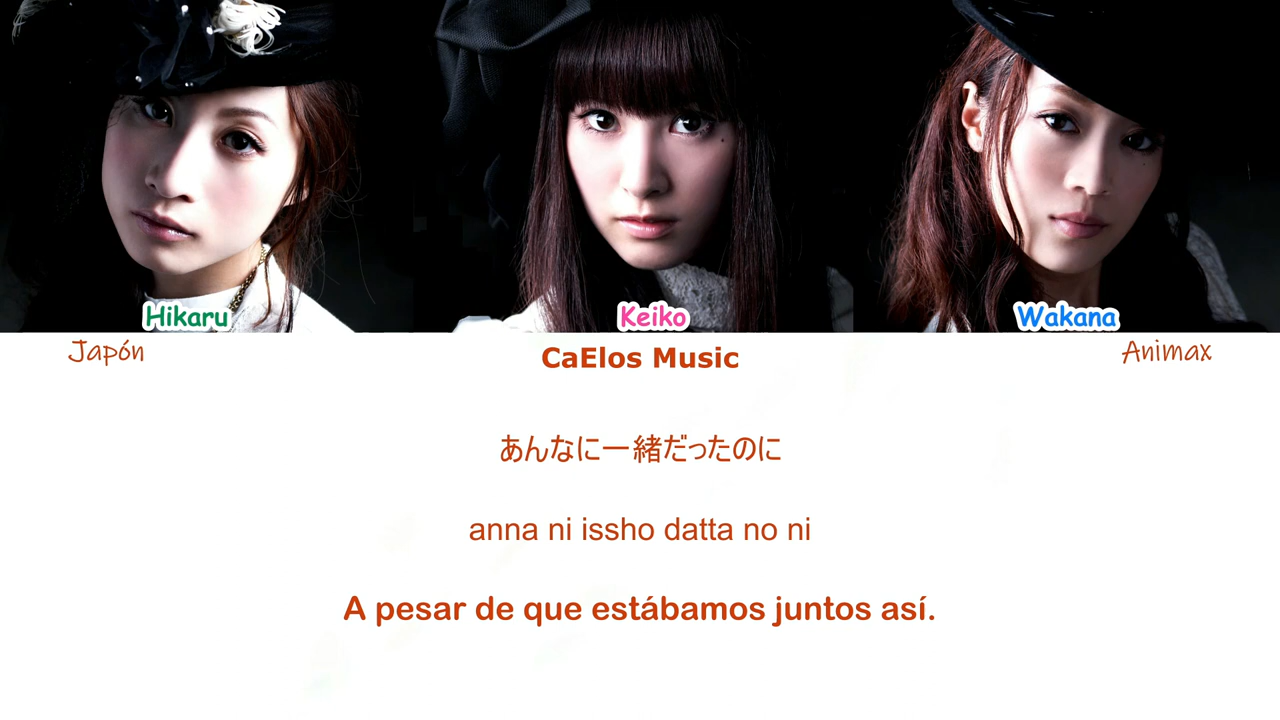 Hikaru
Keiko
Wakana
Japón
CaElos Music
Animax
あんなに一緒だったのに
anna ni issho datta no ni
A pesar de que estábamos juntos así.